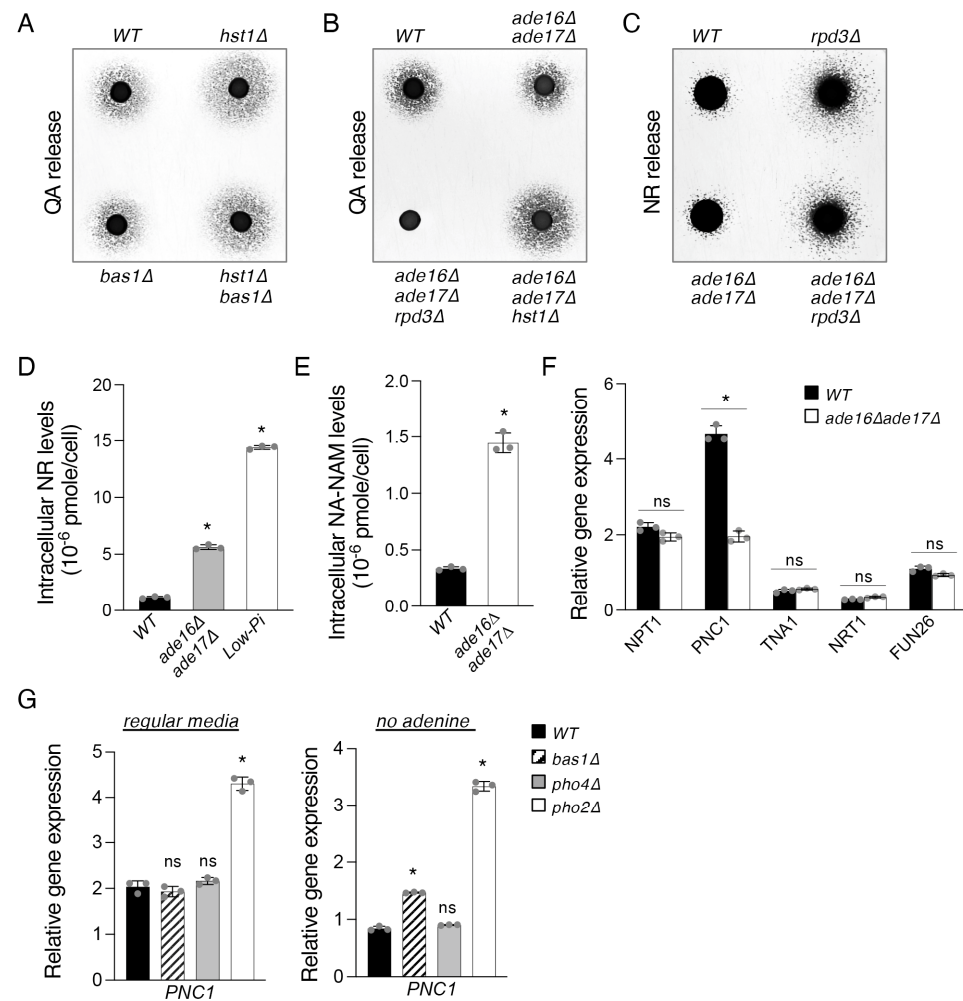 A
WT
hst1Δ
QA release
bas1Δ
hst1Δ
bas1Δ
B
WT
ade16Δ
ade17Δ
QA release
ade16Δ
ade17Δ
rpd3Δ
ade16Δ
ade17Δ
hst1Δ
C
WT
rpd3Δ
NR release
ade16Δ
ade17Δ
ade16Δ
ade17Δ
rpd3Δ
D
Intracellular NR levels
(10-6 pmole/cell)
20
15
10
5
0
*
*
WT
ade16Δ
ade17Δ
Low-Pi
E
Intracellular NA-NAM levels
(10-6 pmole/cell)
2.0
1.5
1.0
0.5
0.0
*
WT
ade16Δ
ade17Δ
F
Relative gene expression
6
4
2
0
WT
ade16Δade17Δ
ns
*
ns
ns
ns
NPT1
PNC1
TNA1
NRT1
FUN26
G
regular media
Relative gene expression
5
4
3
2
1
0
ns
ns
*
PNC1
no adenine
Relative gene expression
4
3
2
1
0
*
ns
*
PNC1
WT
bas1Δ
pho4Δ
pho2Δ